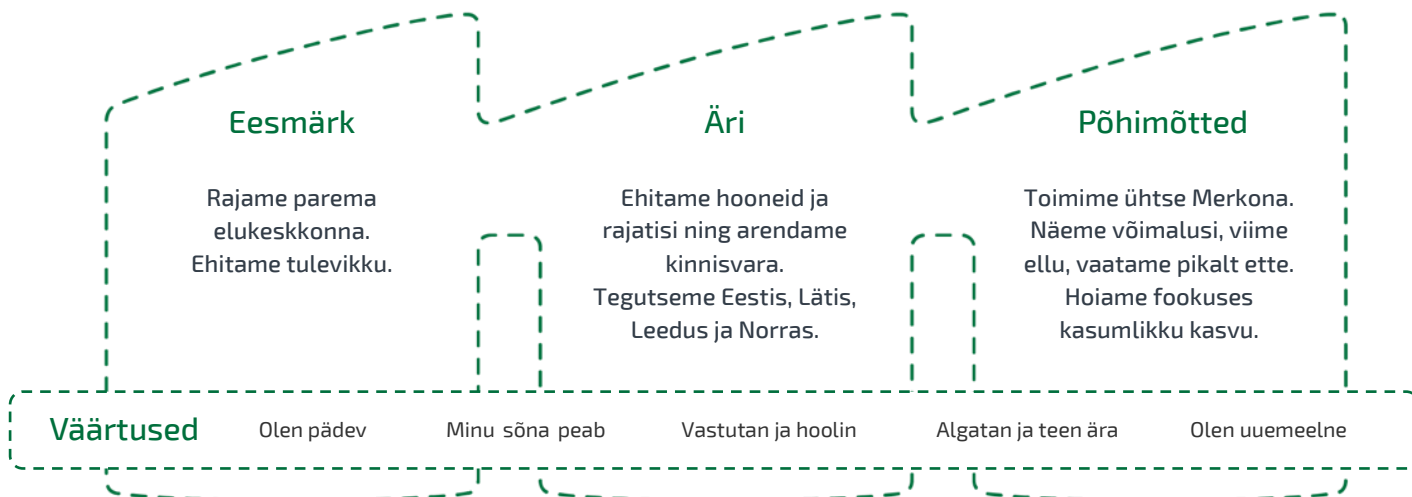 Eesmärk
Rajame parema
elukeskkonna.
Ehitame tulevikku.
Äri
Ehitame hooneid ja
rajatisi ning arendame
kinnisvara.
Tegutseme Eestis, Lätis,
Leedus ja Norras.
Põhimõtted
Toimime ühtse Merkona.
Näeme võimalusi, viime
ellu, vaatame pikalt ette.
Hoiame fookuses
kasumlikku kasvu.
Väärtused Olen pädev Minu sõna peab Vastutan ja hoolin Algatan ja teen ära Olen uuemeelne